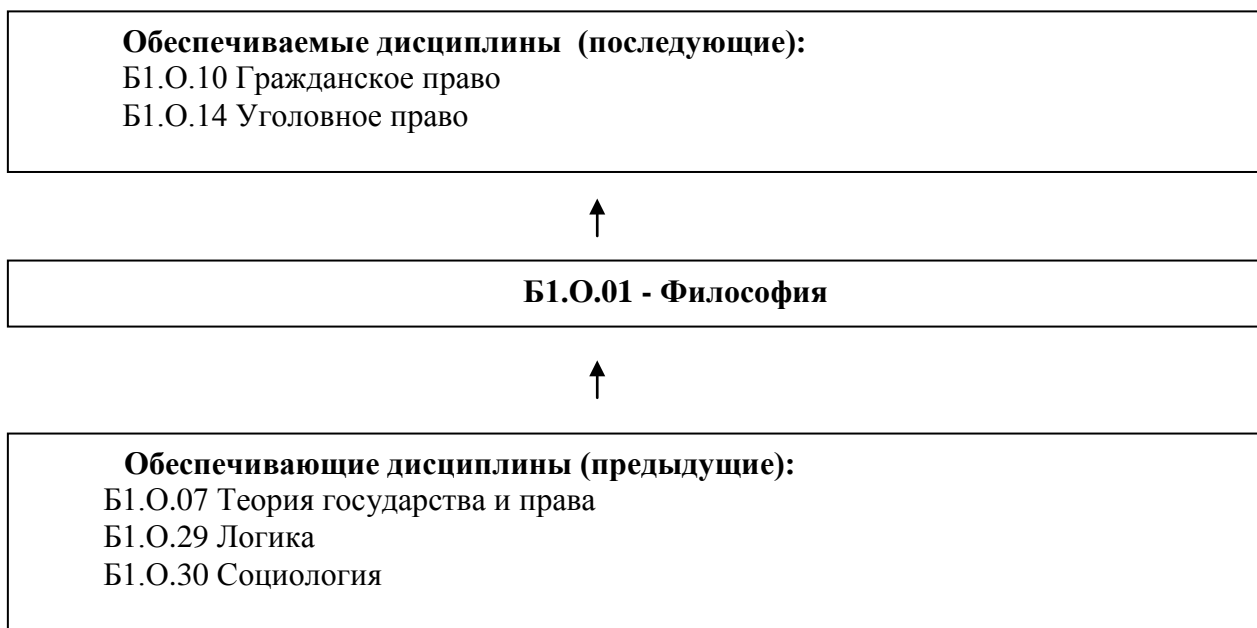 Обеспечиваемые дисциплины (последующие):
Б1.О.10 Гражданское право
Б1.О.14 Уголовное право
Б1.О.01 - Философия
Обеспечивающие дисциплины (предыдущие):
Б1.О.07 Теория государства и права
Б1.О.29 Логика
Б1.О.30 Социология